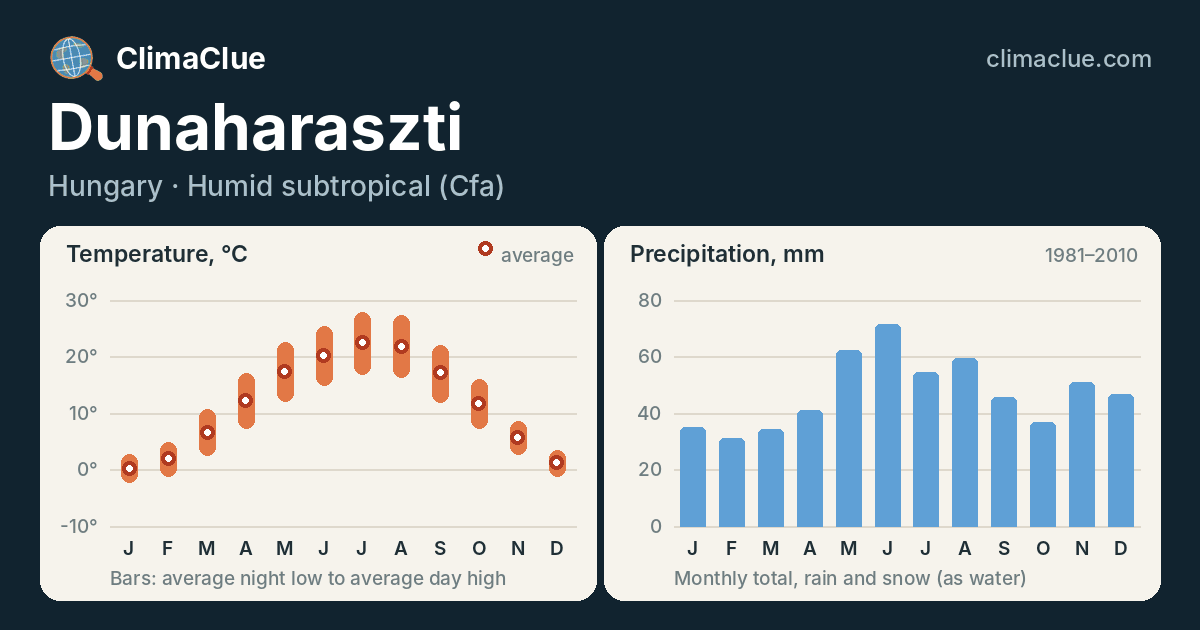 ClimaClue
climaclue.com
Dunaharaszti
Hungary · Humid subtropical (Cfa)
Temperature, °C
average
30°
20°
10°
0°
-10°
J F M A M J J A S O N D
Bars: average night low to average day high
Precipitation, mm
1981–2010
80
60
40
20
0
J F M A M J J A S O N D
Monthly total, rain and snow (as water)